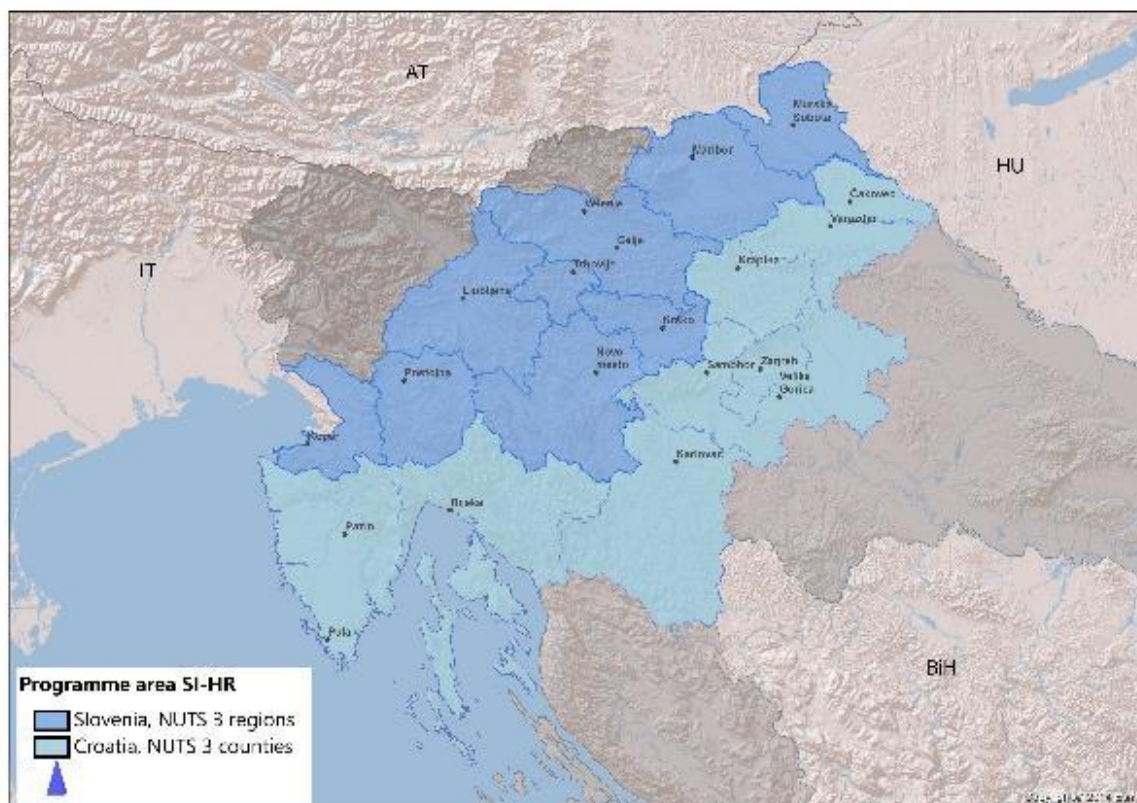 AT
HU
IT
BiH
Murska
Sobota
Maribor
Čakovec
Varaždin
Velenje
Celje
Krapina
Trbovlje
Ljubljana
Krško
Novo
mesto
Samobor
Zagreb
Velika
Gorica
Postojna
Koper
Karlovac
Rijeka
Pazin
Pula
Programme area SI-HR
Slovenia, NUTS 3 regions
Croatia, NUTS 3 counties